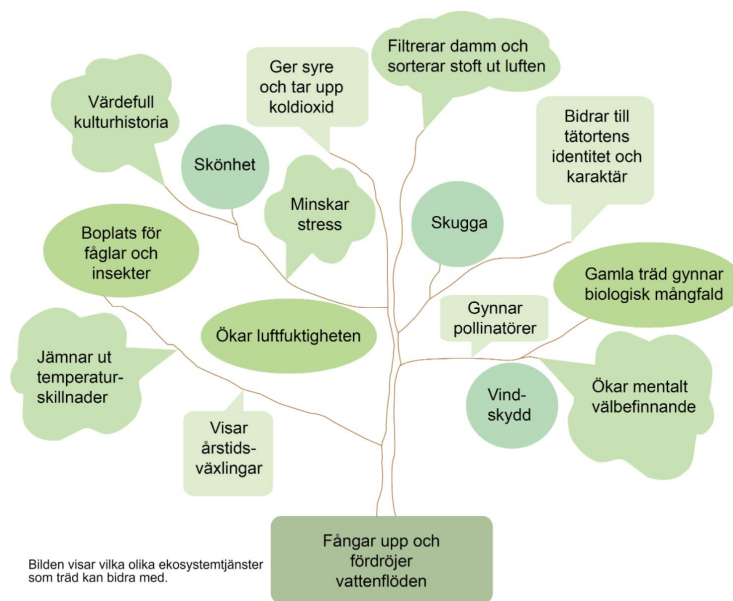 Filtrerar damm och
sorterar stoft ut luften
Ger syre
och tar upp
koldioxid
Värdefull
kulturhistoria
Bidrar till
tätortens
identitet och
karaktär
Skönhet
Minskar
stress
Skugga
Boplats för
fåglar och
insekter
Gamla träd gynnar
biologisk mångfald
Gynnar
pollinatörer
Ökar luftfuktigheten
Jämnar ut
temperatur-
skillnader
Ökar mentalt
välbefinnande
Vind-
skydd
Visar
årstids-
växlingar
Fångar upp och
fördröjer
vattenflöden
Bilden visar vilka olika ekosystemtjänster
som träd kan bidra med.